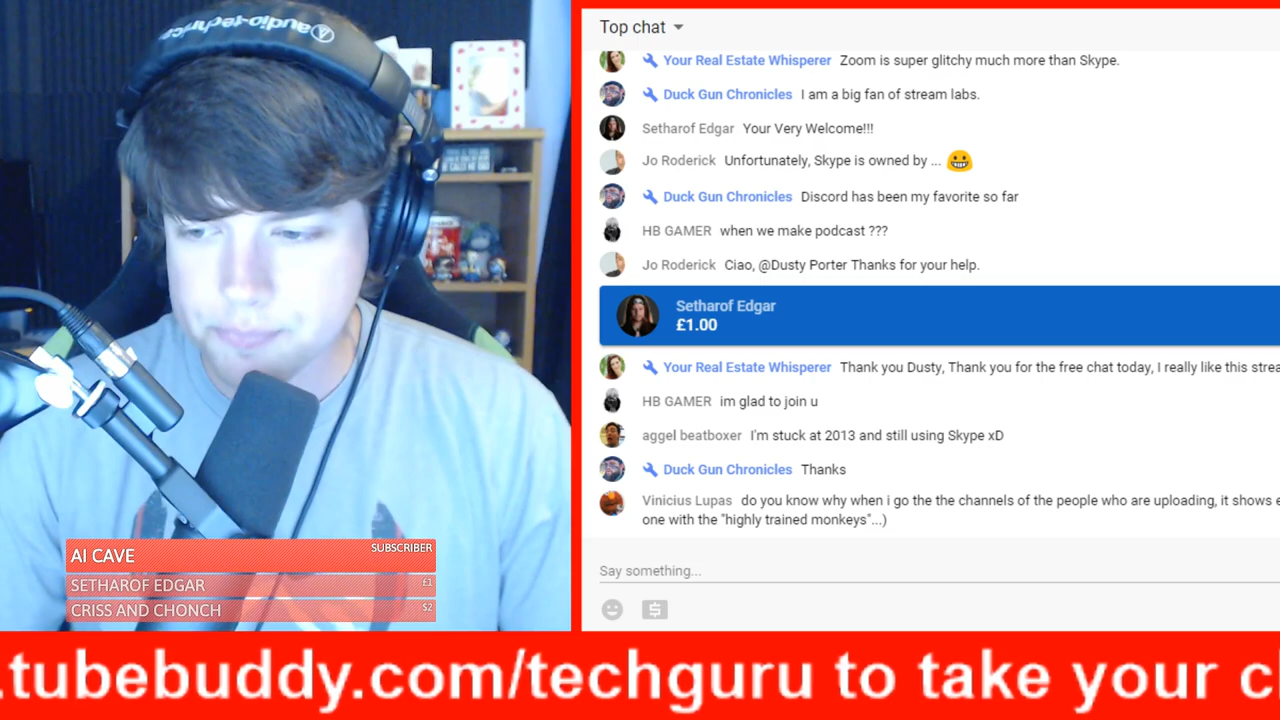 audio-technica
Top chat
Your Real Estate Whisperer Zoom is super glitchy much more than Skype.
Duck Gun Chronicles I am a big fan of stream labs.
Setharof Edgar Your Very Welcome!!!
Jo Roderick Unfortunately, Skype is owned by ...
Duck Gun Chronicles Discord has been my favorite so far
HB GAMER when we make podcast ???
Jo Roderick Ciao, @Dusty Porter Thanks for your help.
Setharof Edgar
£1.00
Your Real Estate Whisperer Thank you Dusty, Thank you for the free chat today, I really like this strea
HB GAMER im glad to join u
aggel beatboxer I'm stuck at 2013 and still using Skype xD
Duck Gun Chronicles Thanks
Vinicius Lupas do you know why when i go the the channels of the people who are uploading, it shows e
one with the "highly trained monkeys"...)
Say something...
AI CAVE SUBSCRIBER
SETHAROF EDGAR £1
CRISS AND CHONCH $2
.tubebuddy.com/techguru to take your c